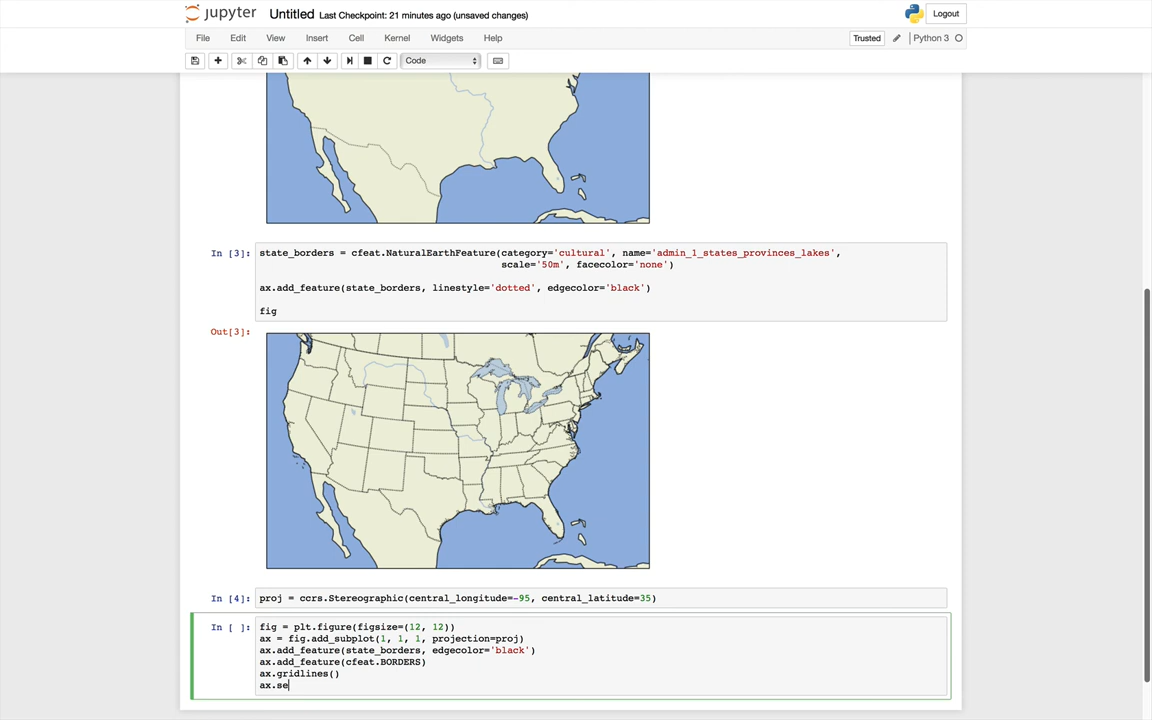 jupyter Untitled Last Checkpoint: 21 minutes ago (unsaved changes) Logout
File Edit View Insert Cell Kernel Widgets Help Trusted Python 3
Code
In [3]: state_borders = cfeat.NaturalEarthFeature(category='cultural', name='admin_1_states_provinces_lakes',
scale='50m', facecolor='none')
ax.add_feature(state_borders, linestyle='dotted', edgecolor='black')
fig
Out[3]:
In [4]: proj = ccrs.Stereographic(central_longitude=-95, central_latitude=35)
In [ ]: fig = plt.figure(figsize=(12, 12))
ax = fig.add_subplot(1, 1, 1, projection=proj)
ax.add_feature(state_borders, edgecolor='black')
ax.add_feature(cfeat.BORDERS)
ax.gridlines()
ax.se